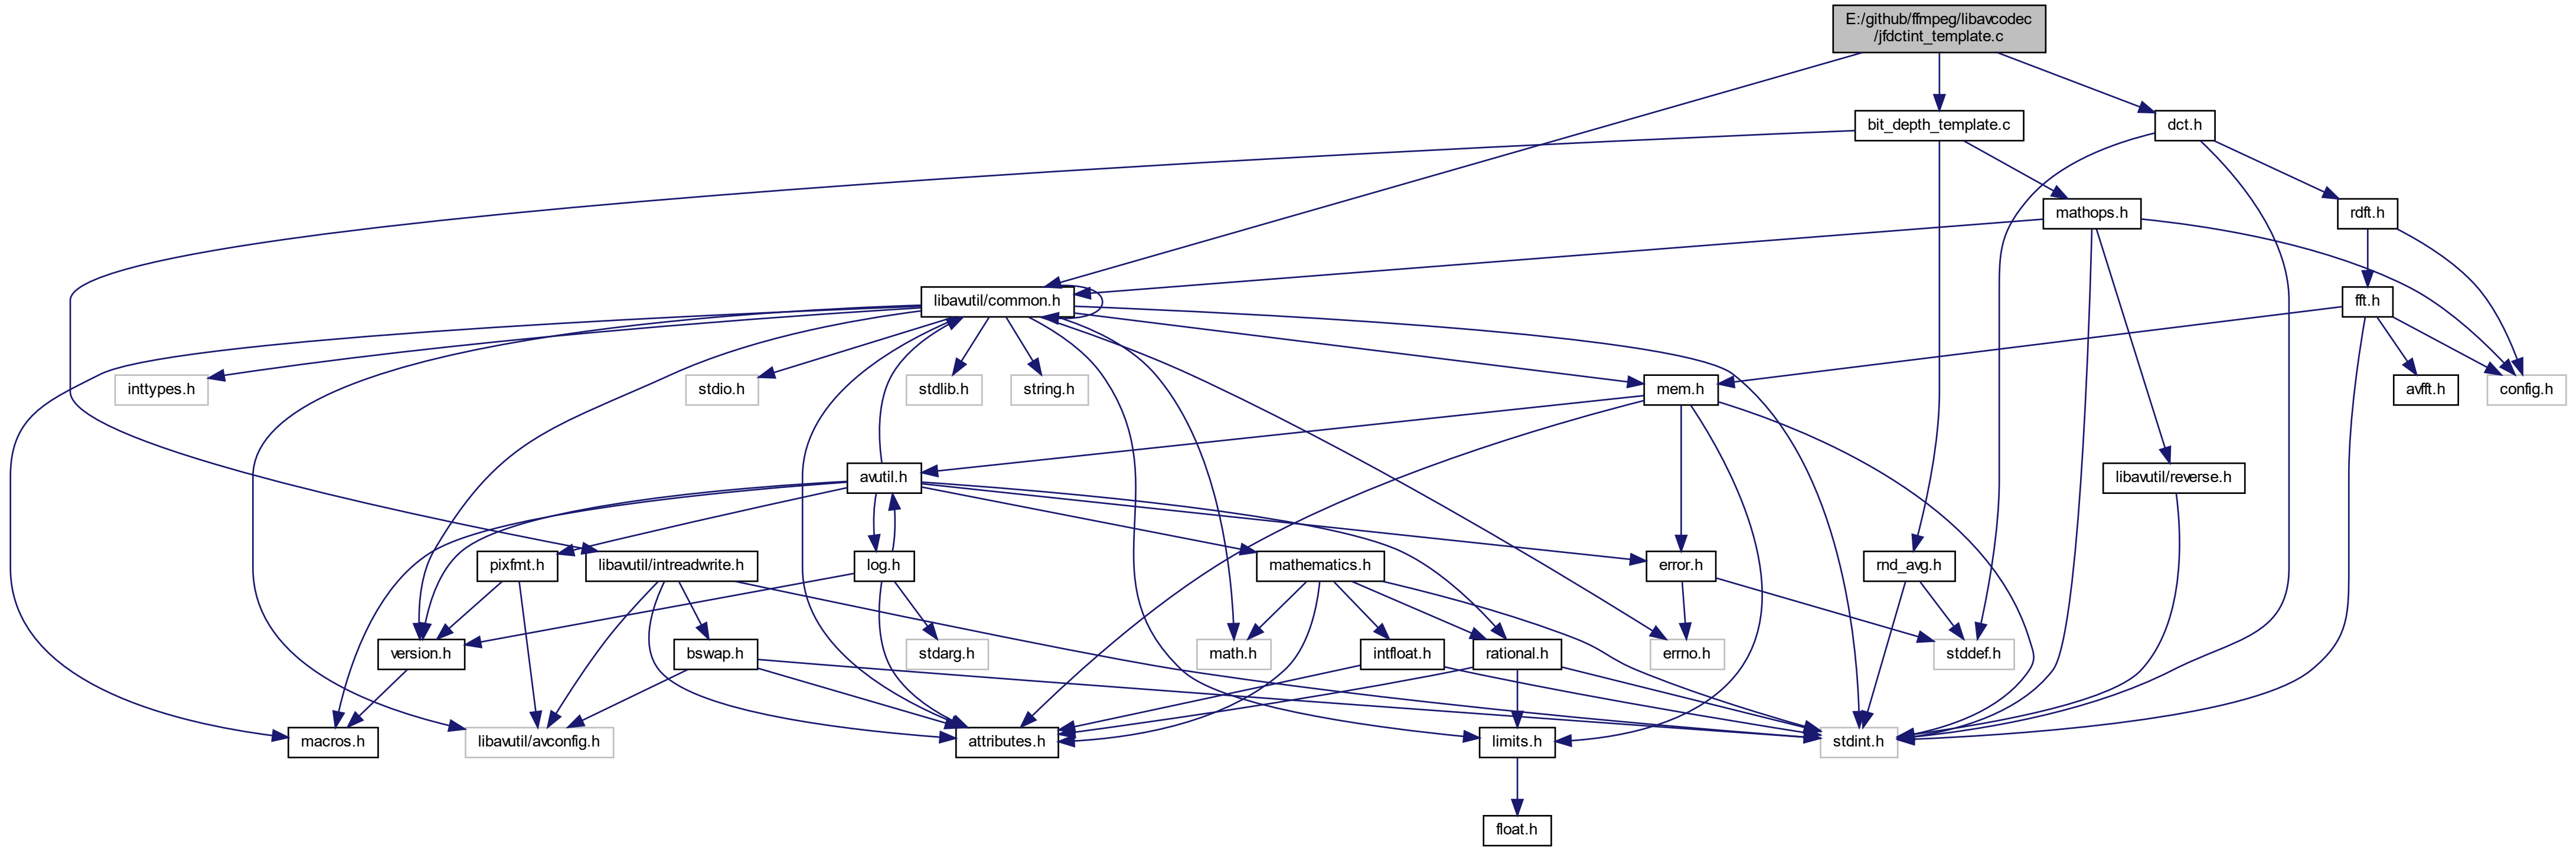 E:/github/ffmpeg/libavcodec
/jfdctint_template.c
bit_depth_template.c
dct.h
mathops.h
rdft.h
libavutil/common.h
fft.h
inttypes.h
stdio.h
stdlib.h
string.h
mem.h
avfft.h
config.h
avutil.h
libavutil/reverse.h
pixfmt.h
libavutil/intreadwrite.h
log.h
mathematics.h
error.h
rnd_avg.h
version.h
bswap.h
stdarg.h
math.h
intfloat.h
rational.h
errno.h
stddef.h
macros.h
libavutil/avconfig.h
attributes.h
limits.h
stdint.h
float.h